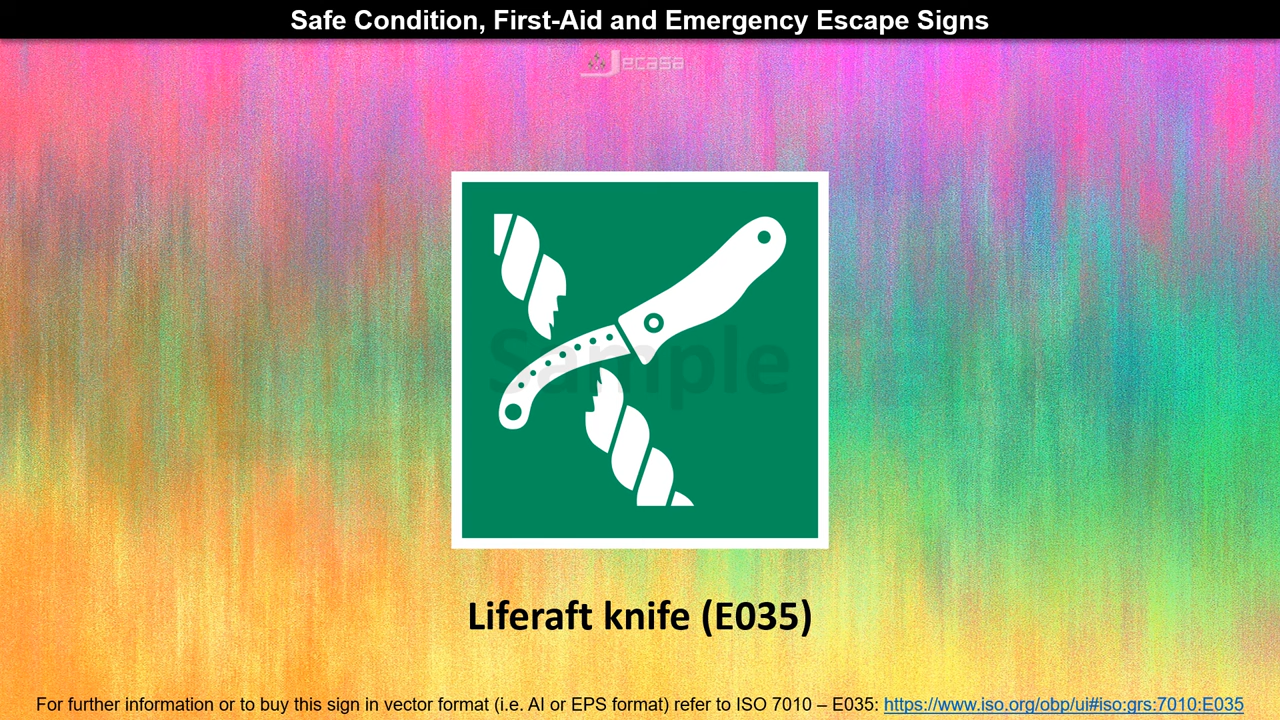 Safe Condition, First-Aid and Emergency Escape Signs
Jecasa
Sample
Liferaft knife (E035)
For further information or to buy this sign in vector format (i.e. AI or EPS format) refer to ISO 7010 – E035: https://www.iso.org/obp/ui#iso:grs:7010:E035